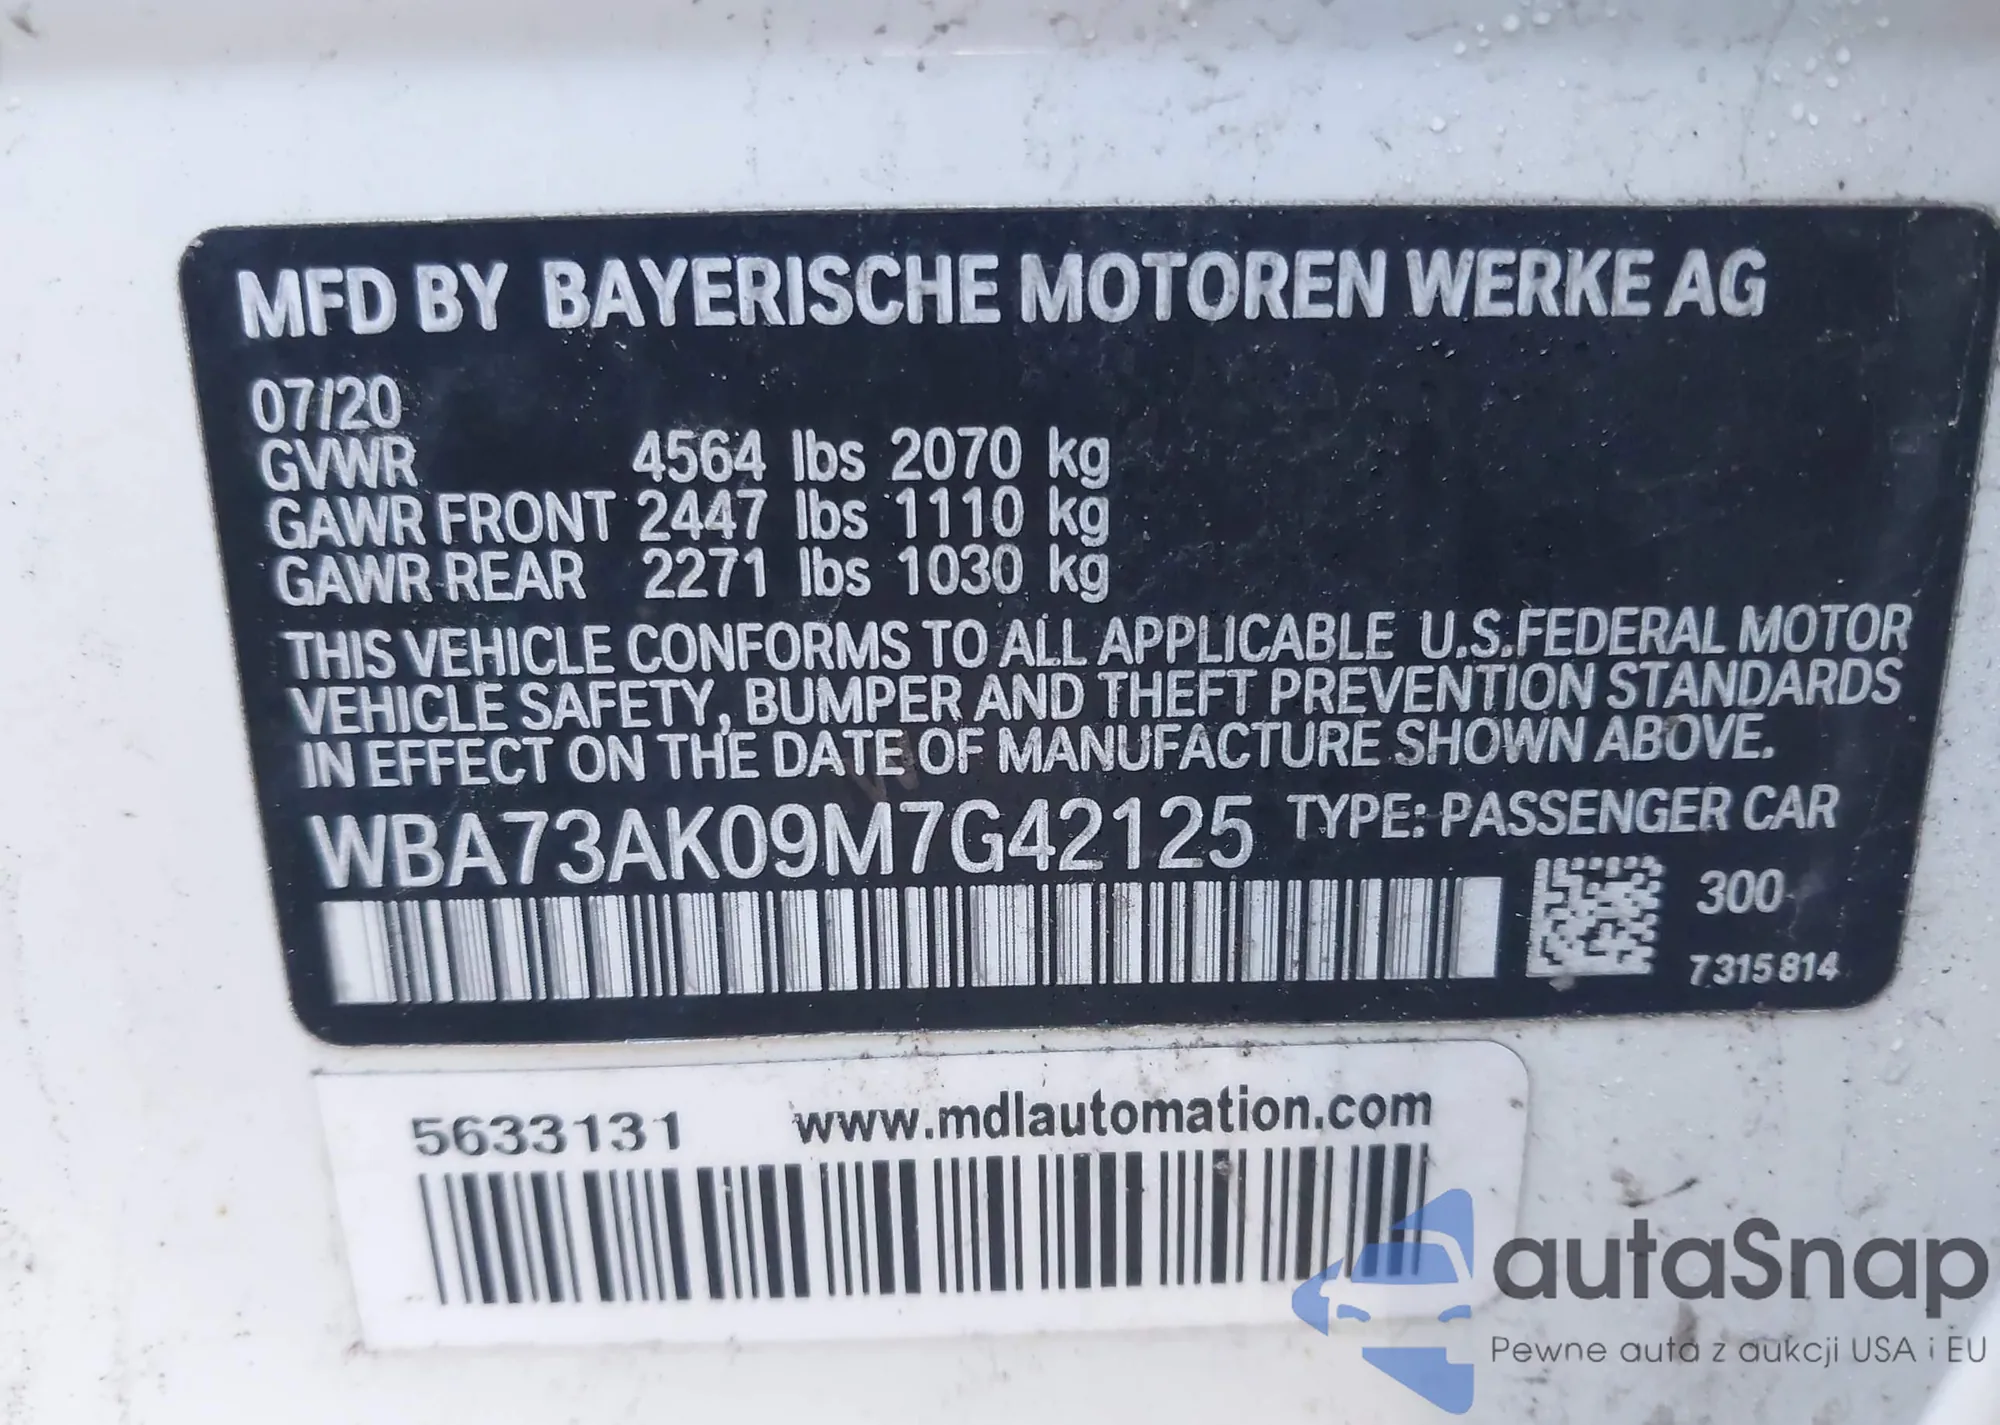 MFD BY BAYERISCHE MOTOREN WERKE AG
07/20
GVWR 4564 lbs 2070 kg
GAWR FRONT 2447 lbs 1110 kg
GAWR REAR 2271 lbs 1030 kg
THIS VEHICLE CONFORMS TO ALL APPLICABLE U.S.FEDERAL MOTOR
VEHICLE SAFETY, BUMPER AND THEFT PREVENTION STANDARDS
IN EFFECT ON THE DATE OF MANUFACTURE SHOWN ABOVE.
WBA73AK09M7G42125 TYPE: PASSENGER CAR
300
7315814
5633131 www.mdlautomation.com
autaSnap
Pewne auta z aukcji USA i EU